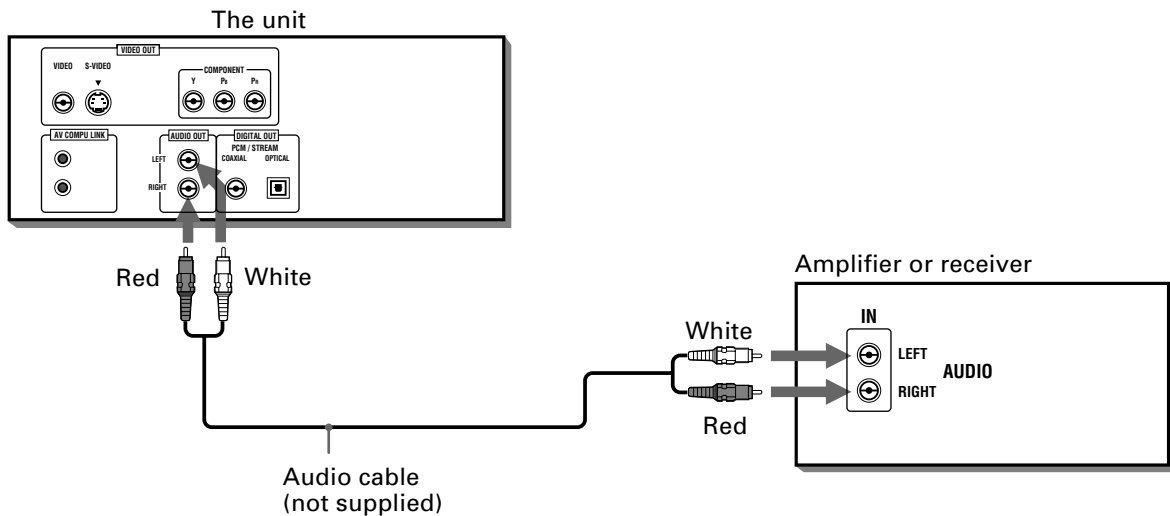 The unit
VIDEO OUT
VIDEO S-VIDEO
COMPONENT
Y PB PR
AV COMPU LINK
AUDIO OUT
LEFT
RIGHT
DIGITAL OUT
PCM / STREAM
COAXIAL OPTICAL
Red
White
Audio cable
(not supplied)
Amplifier or receiver
White
Red
IN
LEFT
RIGHT
AUDIO